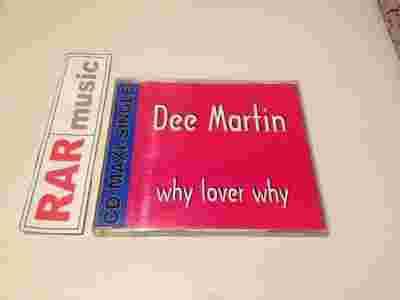 RAR music
CD MAXI-SINGLE
Dee Martin
why lover why